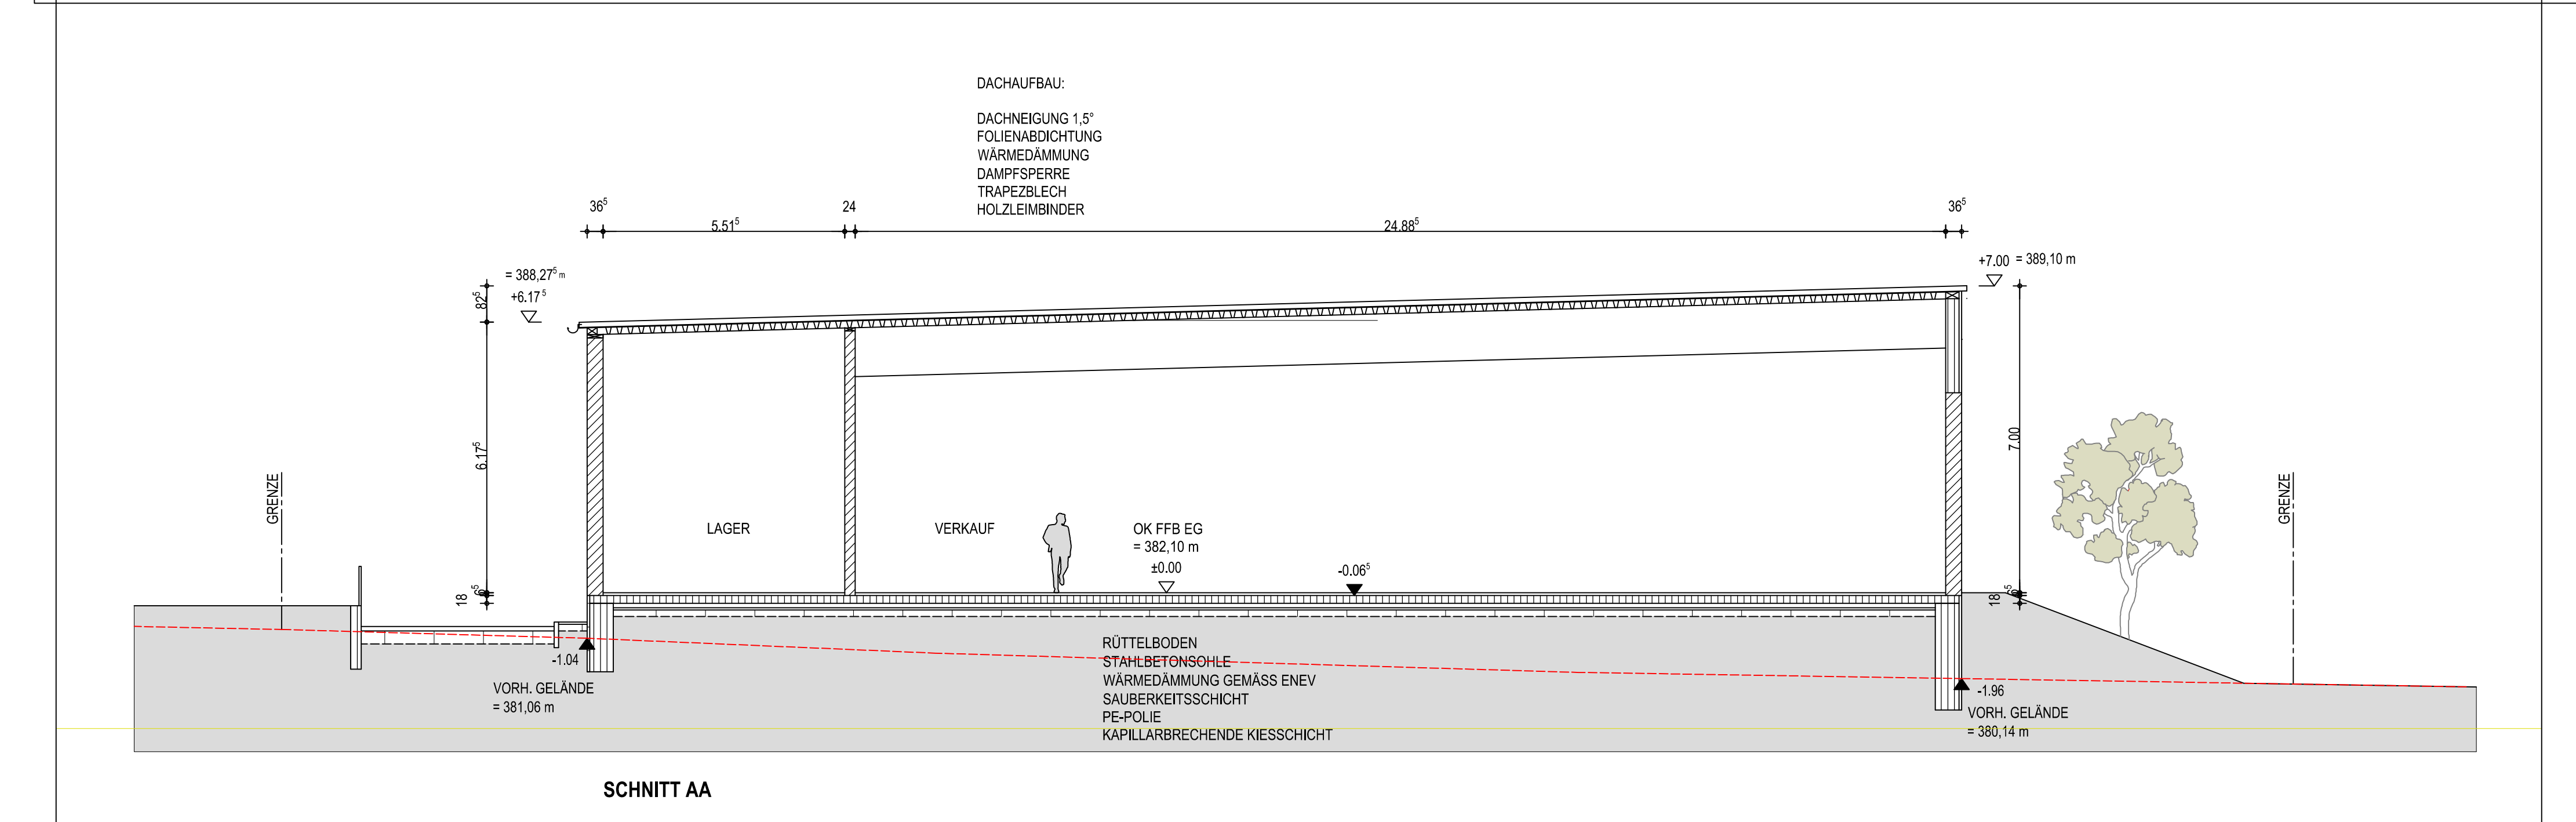 DACHAUFBAU:
DACHNEIGUNG 1,5°
FOLIENABDICHTUNG
WÄRMEDÄMMUNG
DAMPFSPERRE
TRAPEZBLECH
HOLZLEIMBINDER
36⁵
5.51⁵
24
24.88⁵
36⁵
= 388,27⁵ m
+6.17⁵
82⁵
+7.00 = 389,10 m
6.17⁵
7.00
GRENZE
GRENZE
LAGER
VERKAUF
OK FFB EG
= 382,10 m
±0.00
-0.06⁵
18
6⁵
18
6⁵
-1.04
VORH. GELÄNDE
= 381,06 m
RÜTTELBODEN
STAHLBETONSOHLE
WÄRMEDÄMMUNG GEMÄSS ENEV
SAUBERKEITSSCHICHT
PE-POLIE
KAPILLARBRECHENDE KIESSCHICHT
-1.96
VORH. GELÄNDE
= 380,14 m
SCHNITT AA